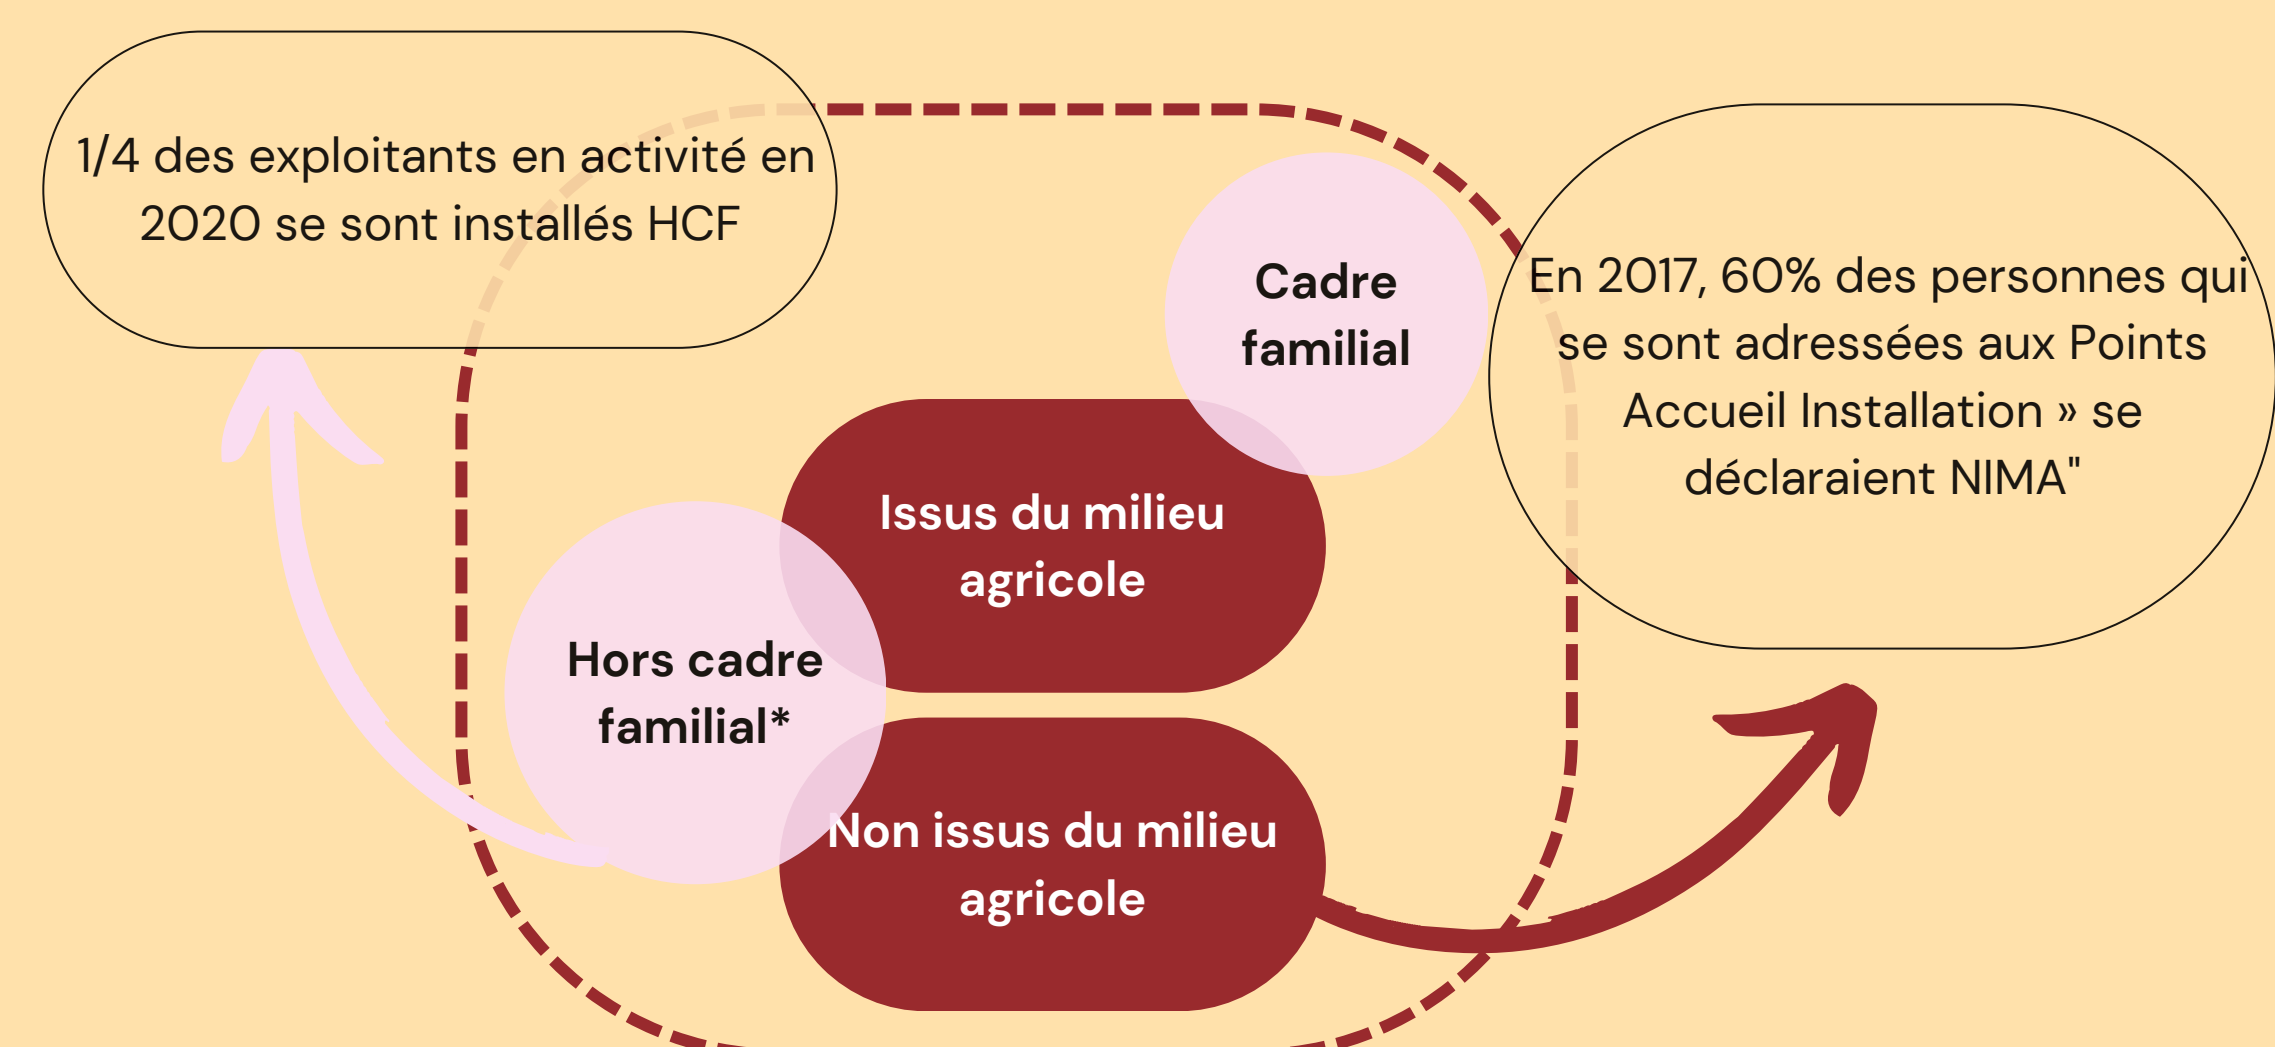 1/4 des exploitants en activité en
2020 se sont installés HCF
Cadre
familial
En 2017, 60% des personnes qui
se sont adressées aux Points
Accueil Installation » se
déclaraient NIMA"
Issus du milieu
agricole
Hors cadre
familial*
Non issus du milieu
agricole